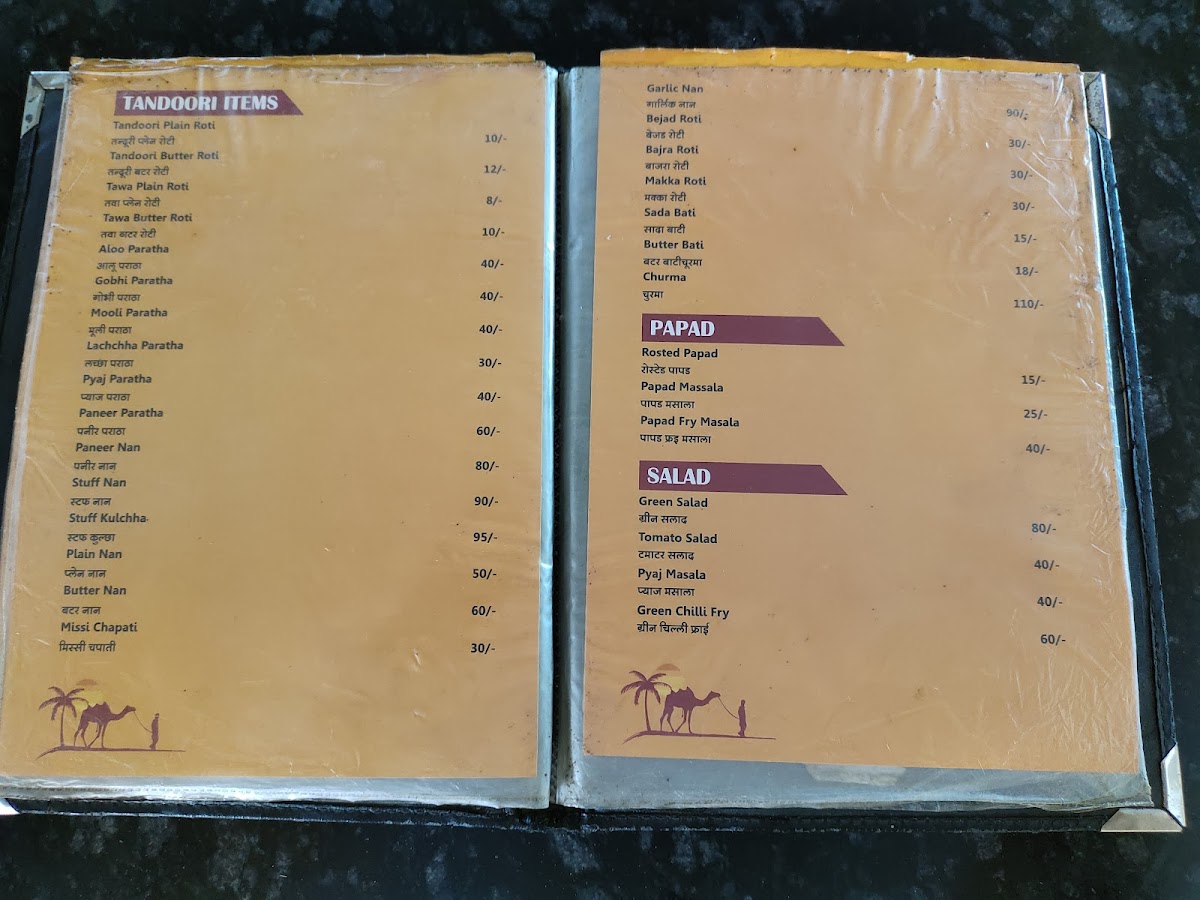 TANDOORI ITEMS
Tandoori Plain Roti
तन्दूरी प्लेन रोटी 10/-
Tandoori Butter Roti
तन्दूरी बटर रोटी 12/-
Tawa Plain Roti
तवा प्लेन रोटी 8/-
Tawa Butter Roti
तवा बटर रोटी 10/-
Aloo Paratha
आलू पराठा 40/-
Gobhi Paratha
गोभी पराठा 40/-
Mooli Paratha
मूली पराठा 40/-
Lachchha Paratha
लच्छा पराठा 30/-
Pyaj Paratha
प्याज पराठा 40/-
Paneer Paratha
पनीर पराठा 60/-
Paneer Nan
पनीर नान 80/-
Stuff Nan
स्टफ नान 90/-
Stuff Kulchha
स्टफ कुल्छा 95/-
Plain Nan
प्लेन नान 50/-
Butter Nan
बटर नान 60/-
Missi Chapati
मिस्सी चपाती 30/-
Garlic Nan
गार्लिक नान 90/-
Bejad Roti
बेजड रोटी 30/-
Bajra Roti
बाजरा रोटी 30/-
Makka Roti
मक्का रोटी 30/-
Sada Bati
सादा बाटी 15/-
Butter Bati
बटर बाटीचूरमा 18/-
Churma
चुरमा 110/-
PAPAD
Rosted Papad
रोस्टेड पापड 15/-
Papad Massala
पापड मसाला 25/-
Papad Fry Masala
पापड फ्रइ मसाला 40/-
SALAD
Green Salad
ग्रीन सलाद 80/-
Tomato Salad
टमाटर सलाद 40/-
Pyaj Masala
प्याज मसाला 40/-
Green Chilli Fry
ग्रीन चिल्ली फ्राई 60/-